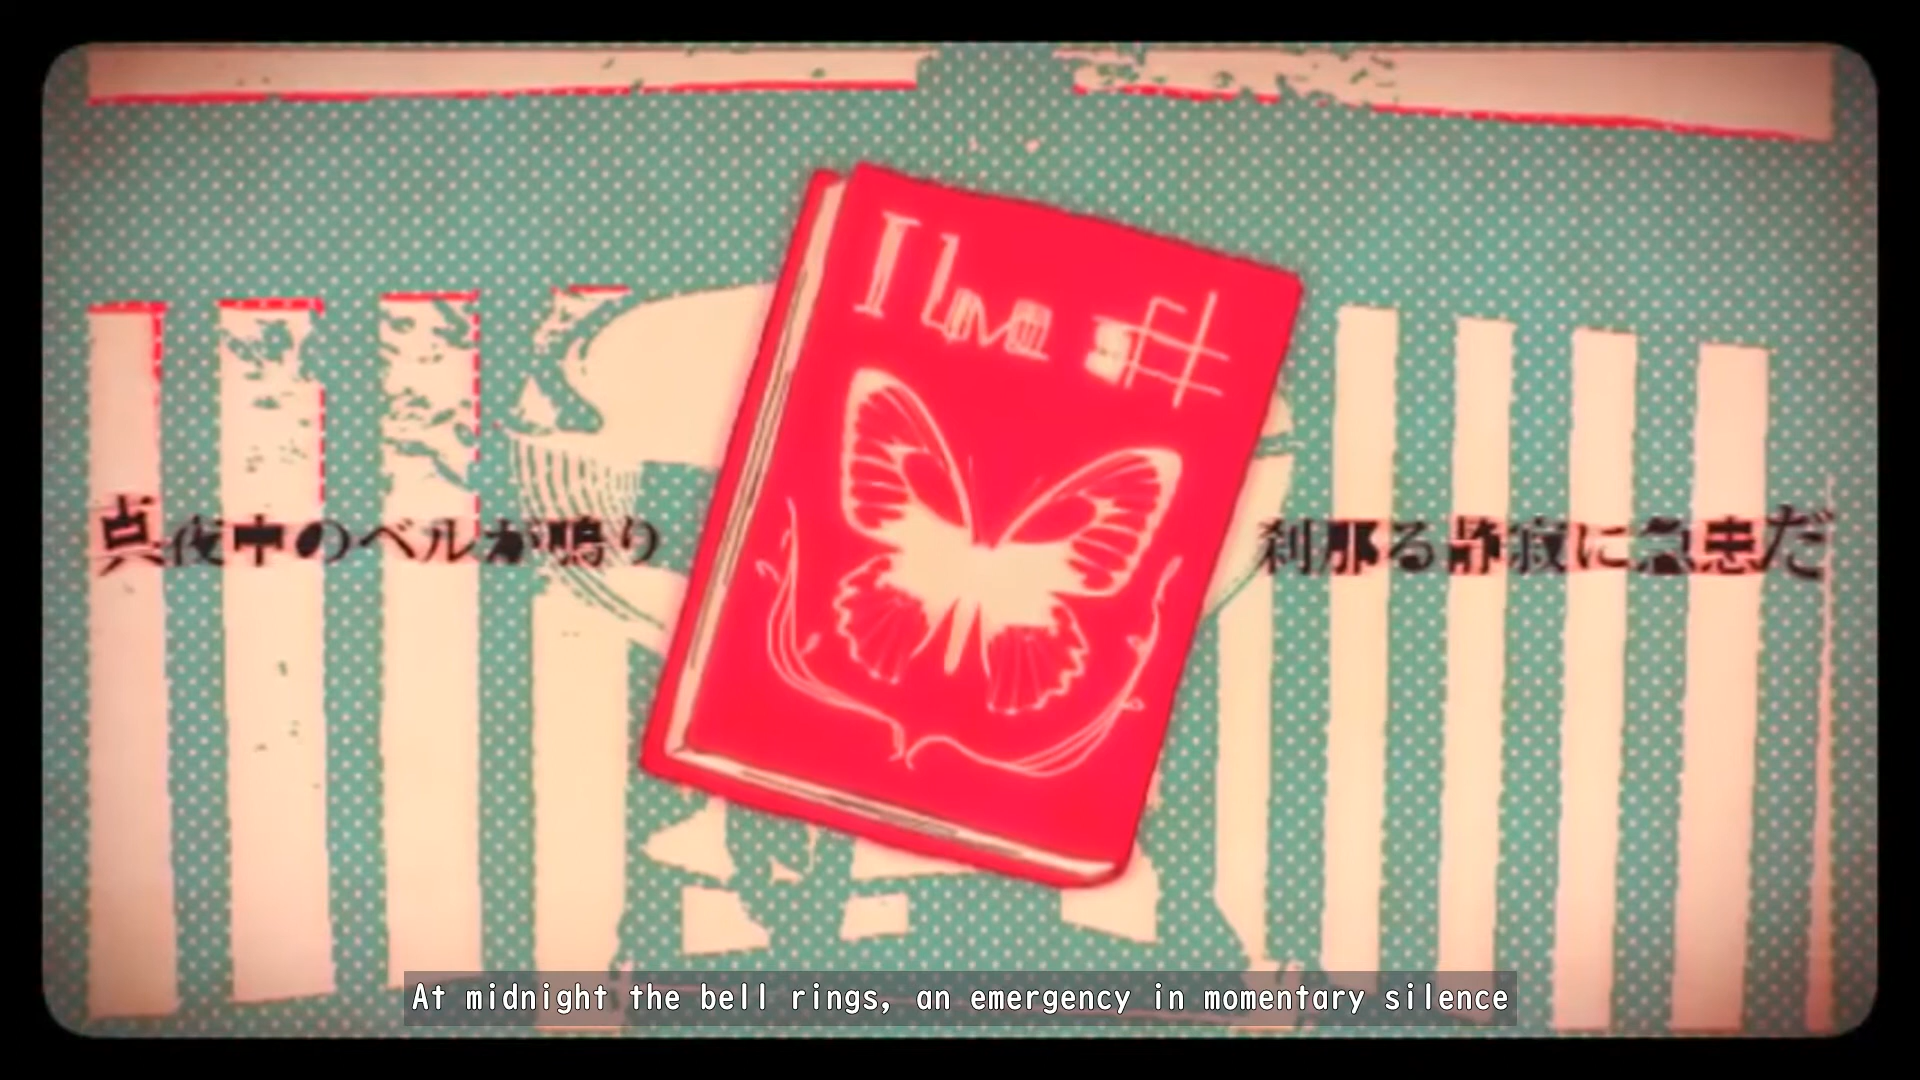 I love
真夜中のベルが鳴り
刹那る静寂に急患だ
At midnight the bell rings, an emergency in momentary silence